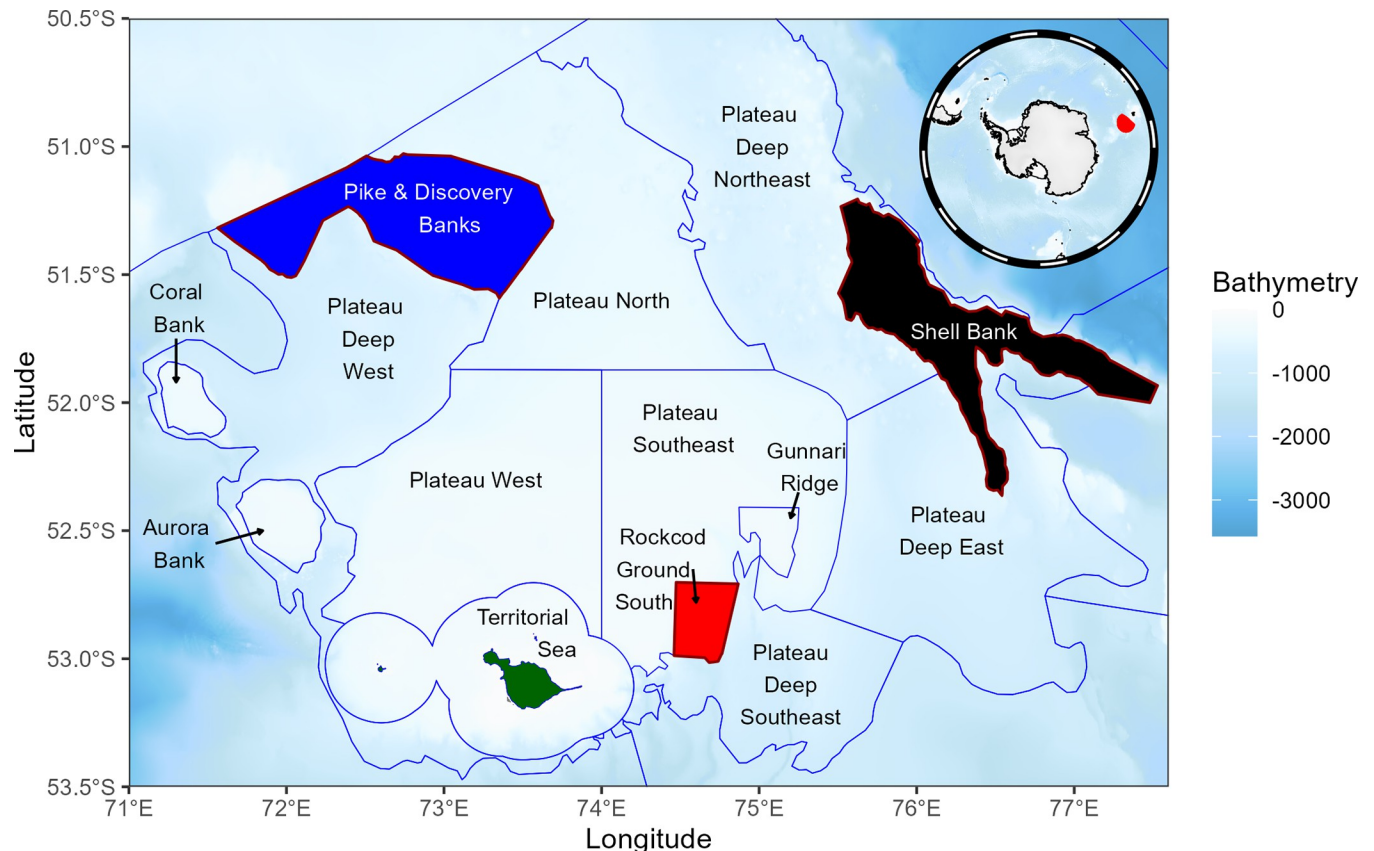 50.5°S
51.0°S
51.5°S
52.0°S
52.5°S
53.0°S
53.5°S
Latitude
71°E
72°E
73°E
74°E
75°E
76°E
77°E
Longitude
Plateau
Deep
Northeast
Pike & Discovery
Banks
Coral
Bank
Plateau
Deep
West
Plateau North
Shell Bank
Plateau
Southeast
Gunnari
Ridge
Plateau West
Aurora
Bank
Rockcod
Ground
South
Plateau
Deep East
Territorial
Sea
Plateau
Deep
Southeast
Bathymetry
0
-1000
-2000
-3000